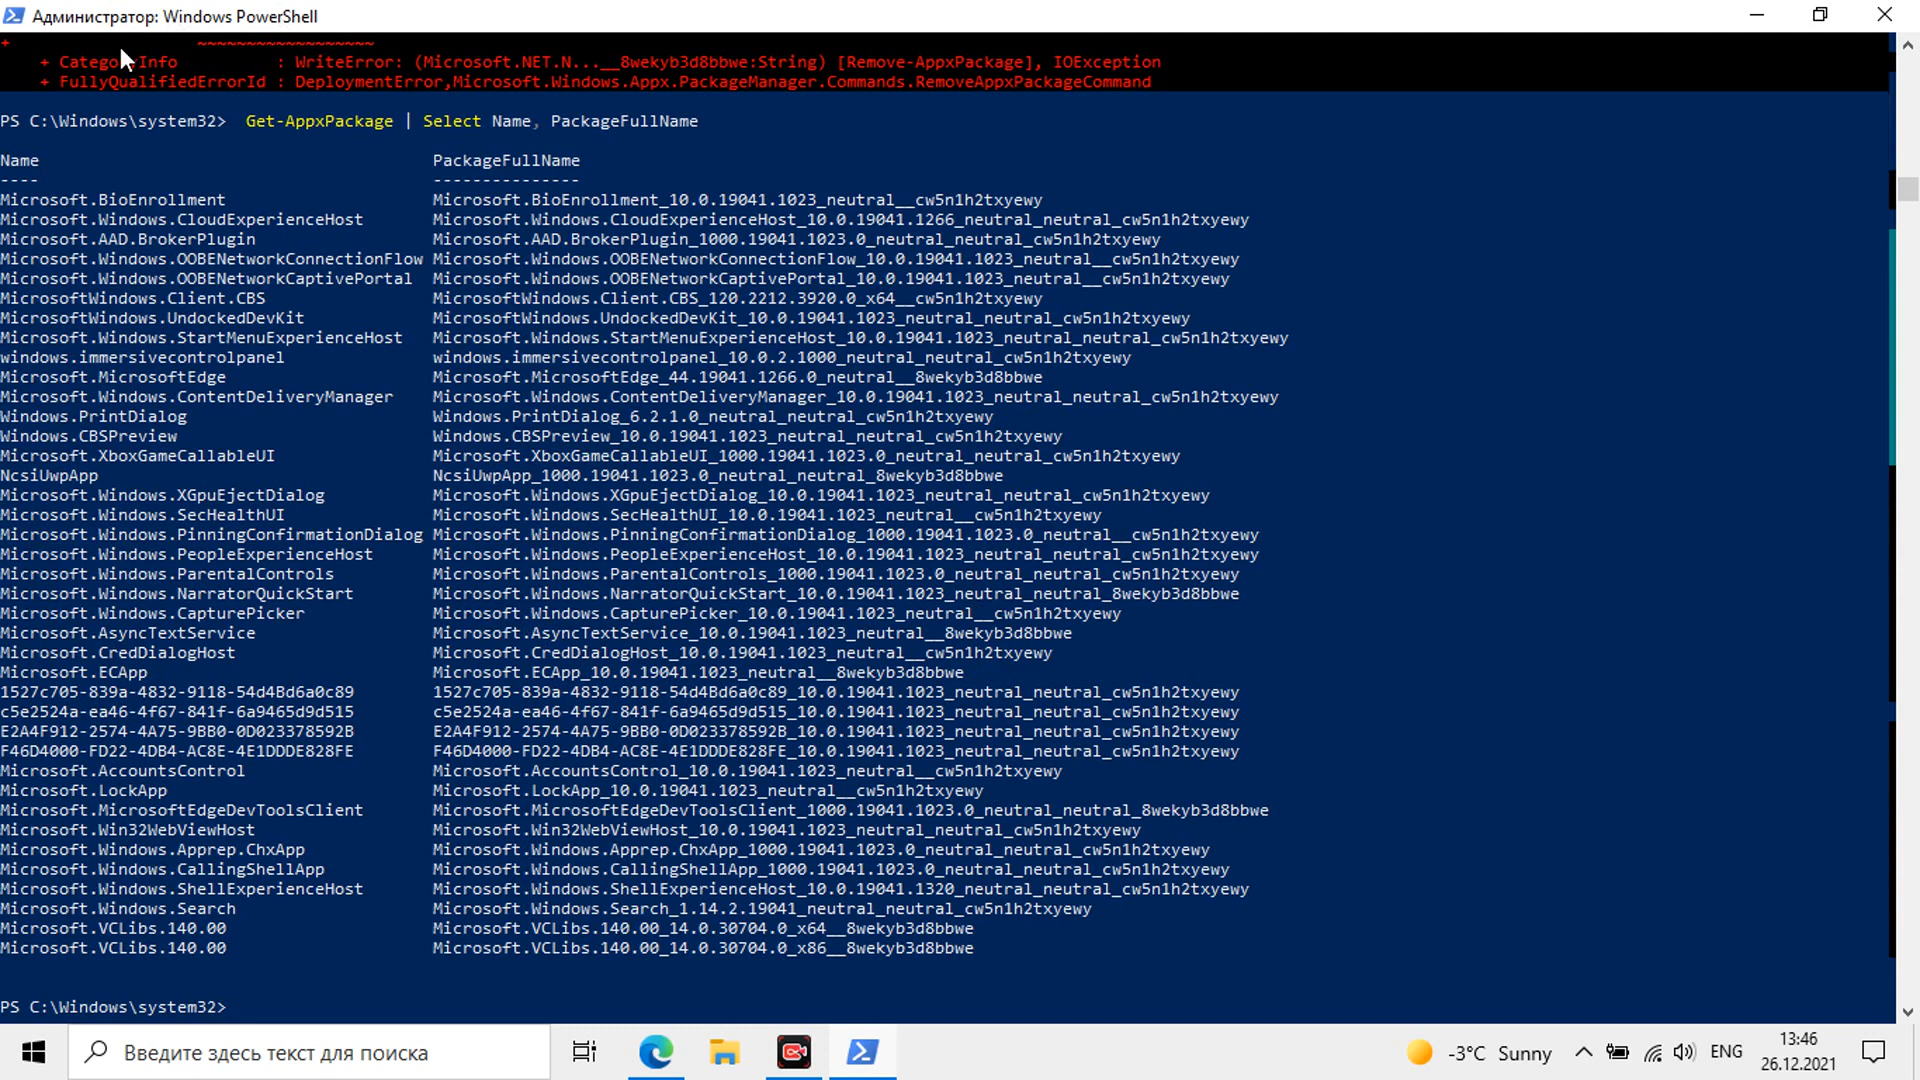 Администратор: Windows PowerShell
+                   ~~~~~~~~~~~~~~~~~~
    + CategoryInfo          : WriteError: (Microsoft.NET.N...__8wekyb3d8bbwe:String) [Remove-AppxPackage], IOException
    + FullyQualifiedErrorId : DeploymentError,Microsoft.Windows.Appx.PackageManager.Commands.RemoveAppxPackageCommand
PS C:\Windows\system32>  Get-AppxPackage | Select Name, PackageFullName
Name PackageFullName
---- ---------------
Microsoft.BioEnrollment Microsoft.BioEnrollment_10.0.19041.1023_neutral__cw5n1h2txyewy
Microsoft.Windows.CloudExperienceHost Microsoft.Windows.CloudExperienceHost_10.0.19041.1266_neutral_neutral_cw5n1h2txyewy
Microsoft.AAD.BrokerPlugin Microsoft.AAD.BrokerPlugin_1000.19041.1023.0_neutral_neutral_cw5n1h2txyewy
Microsoft.Windows.OOBENetworkConnectionFlow Microsoft.Windows.OOBENetworkConnectionFlow_10.0.19041.1023_neutral__cw5n1h2txyewy
Microsoft.Windows.OOBENetworkCaptivePortal Microsoft.Windows.OOBENetworkCaptivePortal_10.0.19041.1023_neutral__cw5n1h2txyewy
MicrosoftWindows.Client.CBS MicrosoftWindows.Client.CBS_120.2212.3920.0_x64__cw5n1h2txyewy
MicrosoftWindows.UndockedDevKit MicrosoftWindows.UndockedDevKit_10.0.19041.1023_neutral_neutral_cw5n1h2txyewy
Microsoft.Windows.StartMenuExperienceHost Microsoft.Windows.StartMenuExperienceHost_10.0.19041.1023_neutral_neutral_cw5n1h2txyewy
windows.immersivecontrolpanel windows.immersivecontrolpanel_10.0.2.1000_neutral_neutral_cw5n1h2txyewy
Microsoft.MicrosoftEdge Microsoft.MicrosoftEdge_44.19041.1266.0_neutral__8wekyb3d8bbwe
Microsoft.Windows.ContentDeliveryManager Microsoft.Windows.ContentDeliveryManager_10.0.19041.1023_neutral_neutral_cw5n1h2txyewy
Windows.PrintDialog Windows.PrintDialog_6.2.1.0_neutral_neutral_cw5n1h2txyewy
Windows.CBSPreview Windows.CBSPreview_10.0.19041.1023_neutral_neutral_cw5n1h2txyewy
Microsoft.XboxGameCallableUI Microsoft.XboxGameCallableUI_1000.19041.1023.0_neutral_neutral_cw5n1h2txyewy
NcsiUwpApp NcsiUwpApp_1000.19041.1023.0_neutral_neutral_8wekyb3d8bbwe
Microsoft.Windows.XGpuEjectDialog Microsoft.Windows.XGpuEjectDialog_10.0.19041.1023_neutral_neutral_cw5n1h2txyewy
Microsoft.Windows.SecHealthUI Microsoft.Windows.SecHealthUI_10.0.19041.1023_neutral__cw5n1h2txyewy
Microsoft.Windows.PinningConfirmationDialog Microsoft.Windows.PinningConfirmationDialog_1000.19041.1023.0_neutral__cw5n1h2txyewy
Microsoft.Windows.PeopleExperienceHost Microsoft.Windows.PeopleExperienceHost_10.0.19041.1023_neutral_neutral_cw5n1h2txyewy
Microsoft.Windows.ParentalControls Microsoft.Windows.ParentalControls_1000.19041.1023.0_neutral_neutral_cw5n1h2txyewy
Microsoft.Windows.NarratorQuickStart Microsoft.Windows.NarratorQuickStart_10.0.19041.1023_neutral_neutral_8wekyb3d8bbwe
Microsoft.Windows.CapturePicker Microsoft.Windows.CapturePicker_10.0.19041.1023_neutral__cw5n1h2txyewy
Microsoft.AsyncTextService Microsoft.AsyncTextService_10.0.19041.1023_neutral__8wekyb3d8bbwe
Microsoft.CredDialogHost Microsoft.CredDialogHost_10.0.19041.1023_neutral__cw5n1h2txyewy
Microsoft.ECApp Microsoft.ECApp_10.0.19041.1023_neutral__8wekyb3d8bbwe
1527c705-839a-4832-9118-54d4Bd6a0c89 1527c705-839a-4832-9118-54d4Bd6a0c89_10.0.19041.1023_neutral_neutral_cw5n1h2txyewy
c5e2524a-ea46-4f67-841f-6a9465d9d515 c5e2524a-ea46-4f67-841f-6a9465d9d515_10.0.19041.1023_neutral_neutral_cw5n1h2txyewy
E2A4F912-2574-4A75-9BB0-0D023378592B E2A4F912-2574-4A75-9BB0-0D023378592B_10.0.19041.1023_neutral_neutral_cw5n1h2txyewy
F46D4000-FD22-4DB4-AC8E-4E1DDDE828FE F46D4000-FD22-4DB4-AC8E-4E1DDDE828FE_10.0.19041.1023_neutral_neutral_cw5n1h2txyewy
Microsoft.AccountsControl Microsoft.AccountsControl_10.0.19041.1023_neutral__cw5n1h2txyewy
Microsoft.LockApp Microsoft.LockApp_10.0.19041.1023_neutral__cw5n1h2txyewy
Microsoft.MicrosoftEdgeDevToolsClient Microsoft.MicrosoftEdgeDevToolsClient_1000.19041.1023.0_neutral_neutral_8wekyb3d8bbwe
Microsoft.Win32WebViewHost Microsoft.Win32WebViewHost_10.0.19041.1023_neutral_neutral_cw5n1h2txyewy
Microsoft.Windows.Apprep.ChxApp Microsoft.Windows.Apprep.ChxApp_1000.19041.1023.0_neutral_neutral_cw5n1h2txyewy
Microsoft.Windows.CallingShellApp Microsoft.Windows.CallingShellApp_1000.19041.1023.0_neutral_neutral_cw5n1h2txyewy
Microsoft.Windows.ShellExperienceHost Microsoft.Windows.ShellExperienceHost_10.0.19041.1320_neutral_neutral_cw5n1h2txyewy
Microsoft.Windows.Search Microsoft.Windows.Search_1.14.2.19041_neutral_neutral_cw5n1h2txyewy
Microsoft.VCLibs.140.00 Microsoft.VCLibs.140.00_14.0.30704.0_x64__8wekyb3d8bbwe
Microsoft.VCLibs.140.00 Microsoft.VCLibs.140.00_14.0.30704.0_x86__8wekyb3d8bbwe
PS C:\Windows\system32>
Введите здесь текст для поиска
-3°C Sunny
ENG
13:46
26.12.2021